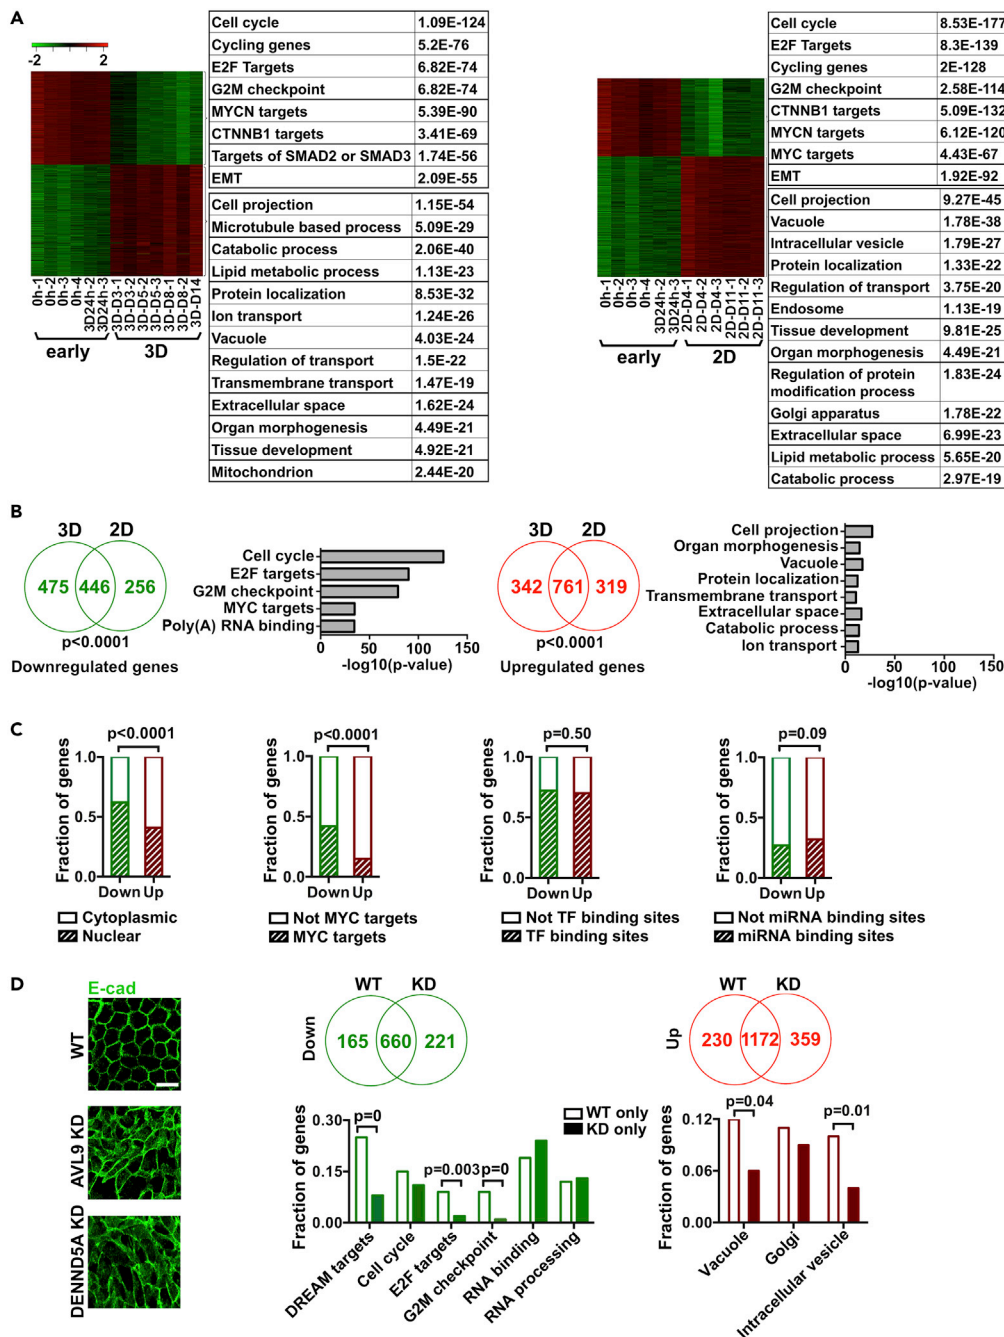 A
-2 2
Cell cycle 1.09E-124
Cycling genes 5.2E-76
E2F Targets 6.82E-74
G2M checkpoint 6.82E-74
MYCN targets 5.39E-90
CTNNB1 targets 3.41E-69
Targets of SMAD2 or SMAD3 1.74E-56
EMT 2.09E-55
Cell projection 1.15E-54
Microtubule based process 5.09E-29
Catabolic process 2.06E-40
Lipid metabolic process 1.13E-23
Protein localization 8.53E-32
Ion transport 1.24E-26
Vacuole 4.03E-24
Regulation of transport 1.5E-22
Transmembrane transport 1.47E-19
Extracellular space 1.62E-24
Organ morphogenesis 4.49E-21
Tissue development 4.92E-21
Mitochondrion 2.44E-20
0h-1
0h-2
0h-3
0h-4
3D24h-2
3D24h-3
3D-D3-1
3D-D3-2
3D-D5-2
3D-D5-3
3D-D8-1
3D-D8-2
3D-D14
early 3D
Cell cycle 8.53E-177
E2F Targets 8.3E-139
Cycling genes 2E-128
G2M checkpoint 2.58E-114
CTNNB1 targets 5.09E-132
MYCN targets 6.12E-120
MYC targets 4.43E-67
EMT 1.92E-92
Cell projection 9.27E-45
Vacuole 1.78E-38
Intracellular vesicle 1.79E-27
Protein localization 1.33E-22
Regulation of transport 3.75E-20
Endosome 1.13E-19
Tissue development 9.81E-25
Organ morphogenesis 4.49E-21
Regulation of protein 1.83E-24
modification process
Golgi apparatus 1.78E-22
Extracellular space 6.99E-23
Lipid metabolic process 5.65E-20
Catabolic process 2.97E-19
0h-1
0h-2
0h-3
0h-4
3D24h-2
3D24h-3
2D-D4-1
2D-D4-2
2D-D4-3
2D-D11-1
2D-D11-2
2D-D11-3
early 2D
B
3D 2D
475 446 256
p<0.0001
Downregulated genes
Cell cycle
E2F targets
G2M checkpoint
MYC targets
Poly(A) RNA binding
0 50 100 150
-log10(p-value)
3D 2D
342 761 319
p<0.0001
Upregulated genes
Cell projection
Organ morphogenesis
Vacuole
Protein localization
Transmembrane transport
Extracellular space
Catabolic process
Ion transport
0 50 100 150
-log10(p-value)
C
p<0.0001
Fraction of genes
1.0
0.5
0.0
Down Up
Cytoplasmic
Nuclear
p<0.0001
Fraction of genes
1.0
0.5
0.0
Down Up
Not MYC targets
MYC targets
p=0.50
Fraction of genes
1.0
0.5
0.0
Down Up
Not TF binding sites
TF binding sites
p=0.09
Fraction of genes
1.0
0.5
0.0
Down Up
Not miRNA binding sites
miRNA binding sites
D
E-cad
WT
AVL9 KD
DENND5A KD
WT KD
Down
165 660 221
Fraction of genes
0.30
0.15
0.00
p=0
p=0.003
p=0
WT only
KD only
DREAM targets
Cell cycle
E2F targets
G2M checkpoint
RNA binding
RNA processing
WT KD
Up
230 1172 359
Fraction of genes
0.12
0.06
0.00
p=0.04
p=0.01
Vacuole
Golgi
Intracellular vesicle